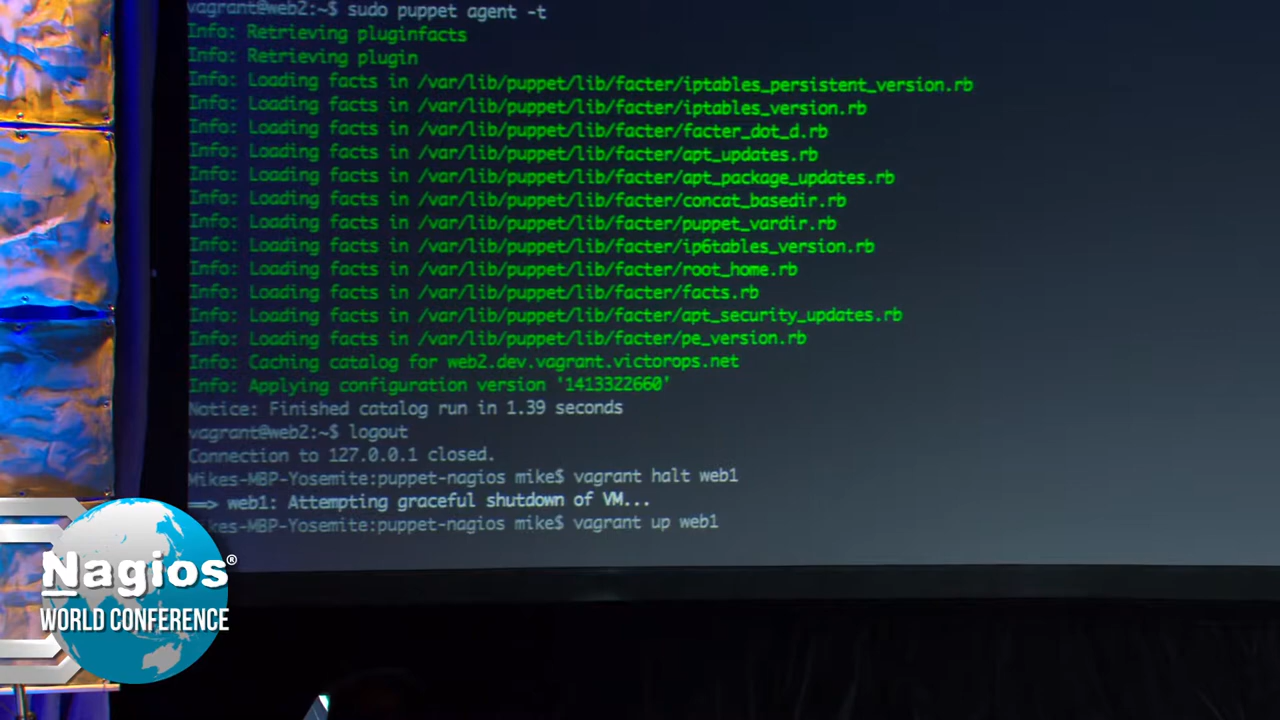 vagrant@web2:~$ sudo puppet agent -t
Info: Retrieving pluginfacts
Info: Retrieving plugin
Info: Loading facts in /var/lib/puppet/lib/facter/iptables_persistent_version.rb
Info: Loading facts in /var/lib/puppet/lib/facter/iptables_version.rb
Info: Loading facts in /var/lib/puppet/lib/facter/facter_dot_d.rb
Info: Loading facts in /var/lib/puppet/lib/facter/apt_updates.rb
Info: Loading facts in /var/lib/puppet/lib/facter/apt_package_updates.rb
Info: Loading facts in /var/lib/puppet/lib/facter/concat_basedir.rb
Info: Loading facts in /var/lib/puppet/lib/facter/puppet_vardir.rb
Info: Loading facts in /var/lib/puppet/lib/facter/ip6tables_version.rb
Info: Loading facts in /var/lib/puppet/lib/facter/root_home.rb
Info: Loading facts in /var/lib/puppet/lib/facter/facts.rb
Info: Loading facts in /var/lib/puppet/lib/facter/apt_security_updates.rb
Info: Loading facts in /var/lib/puppet/lib/facter/pe_version.rb
Info: Caching catalog for web2.dev.vagrant.victorops.net
Info: Applying configuration version '1413322660'
Notice: Finished catalog run in 1.39 seconds
vagrant@web2:~$ logout
Connection to 127.0.0.1 closed.
Mikes-MBP-Yosemite:puppet-nagios mike$ vagrant halt web1
==> web1: Attempting graceful shutdown of VM...
kes-MBP-Yosemite:puppet-nagios mike$ vagrant up web1
Nagios®
WORLD CONFERENCE